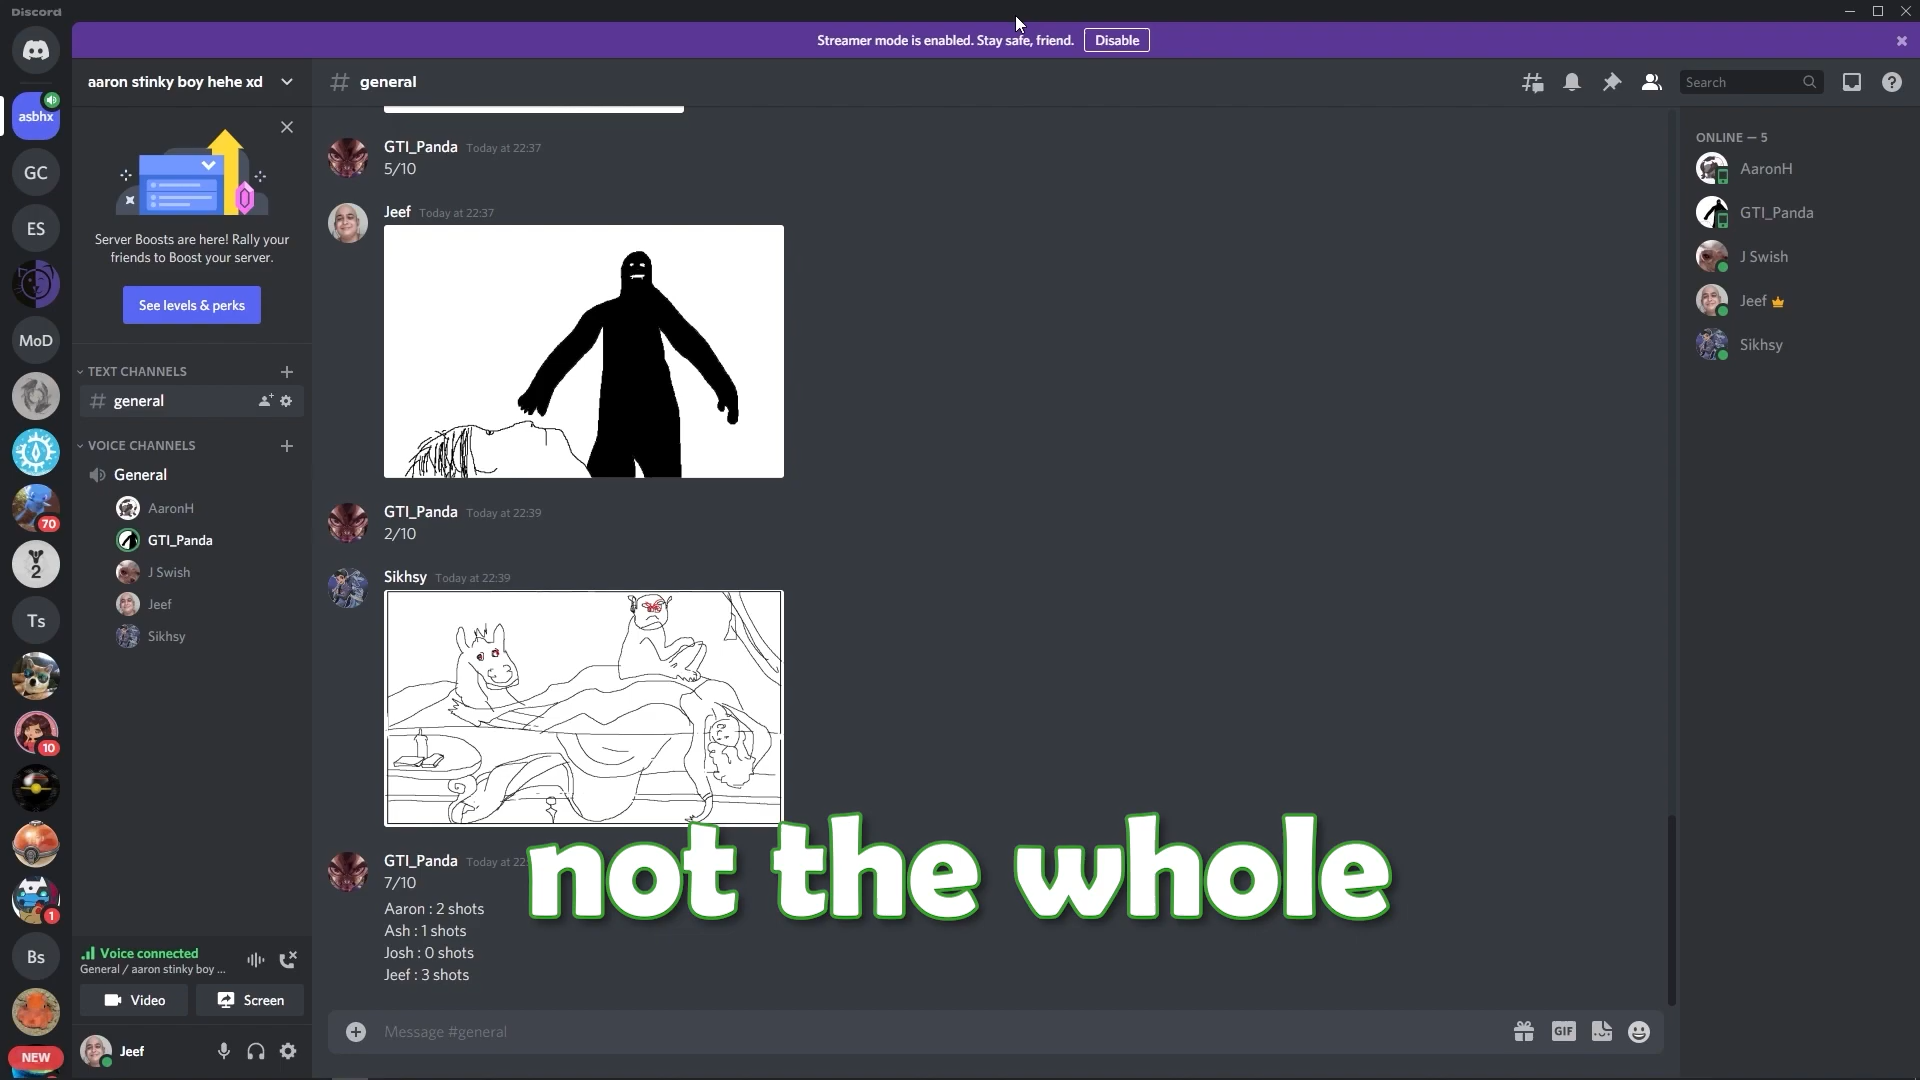 Discord
Streamer mode is enabled. Stay safe, friend.
Disable
asbhx
GC
ES
MoD
70
2
Ts
10
1
Bs
NEW
aaron stinky boy hehe xd
Server Boosts are here! Rally your
friends to Boost your server.
See levels & perks
TEXT CHANNELS
general
VOICE CHANNELS
General
AaronH
GTI_Panda
J Swish
Jeef
Sikhsy
Voice connected
General / aaron stinky boy ...
Video
Screen
Jeef
# general
Search
GTI_Panda Today at 22:37
5/10
Jeef Today at 22:37
GTI_Panda Today at 22:39
2/10
Sikhsy Today at 22:39
GTI_Panda Today at 22
7/10
Aaron : 2 shots
Ash : 1 shots
Josh : 0 shots
Jeef : 3 shots
not the whole
Message #general
GIF
ONLINE — 5
AaronH
GTI_Panda
J Swish
Jeef
Sikhsy